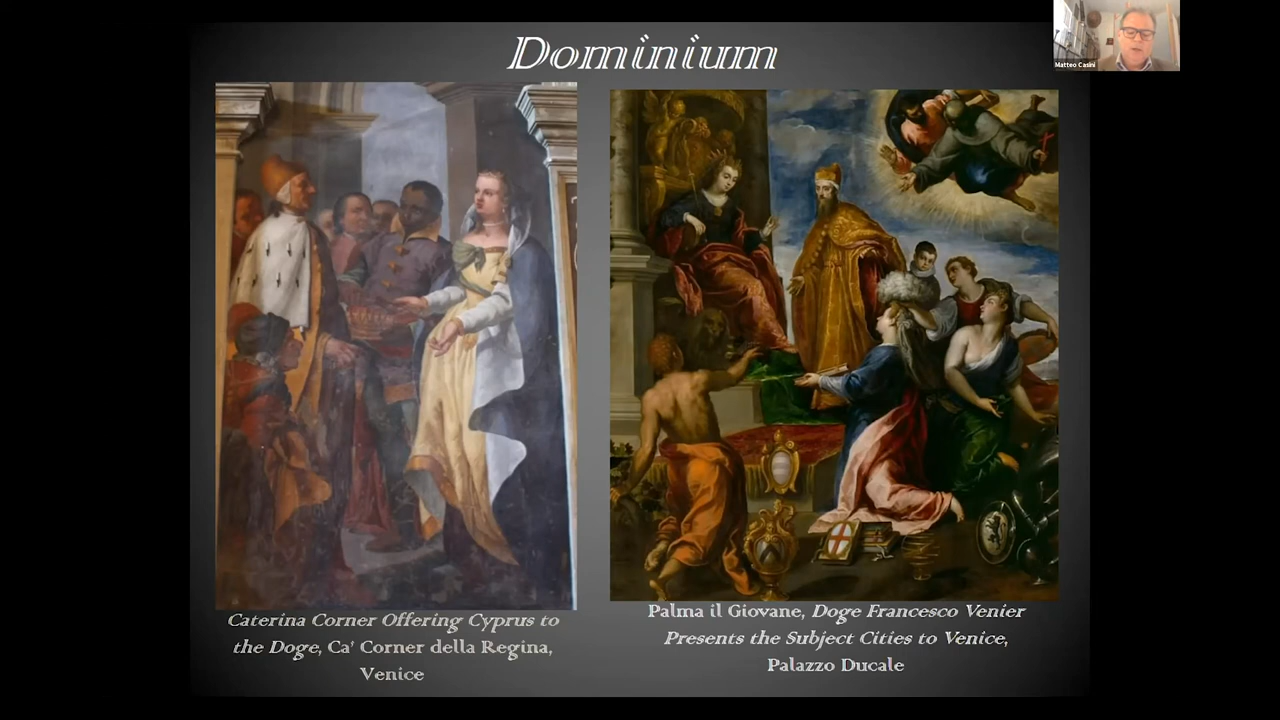 Dominium
Matteo Casini
Caterina Corner Offering Cyprus to
the Doge, Ca' Corner della Regina,
Venice
Palma il Giovane, Doge Francesco Venier
Presents the Subject Cities to Venice,
Palazzo Ducale